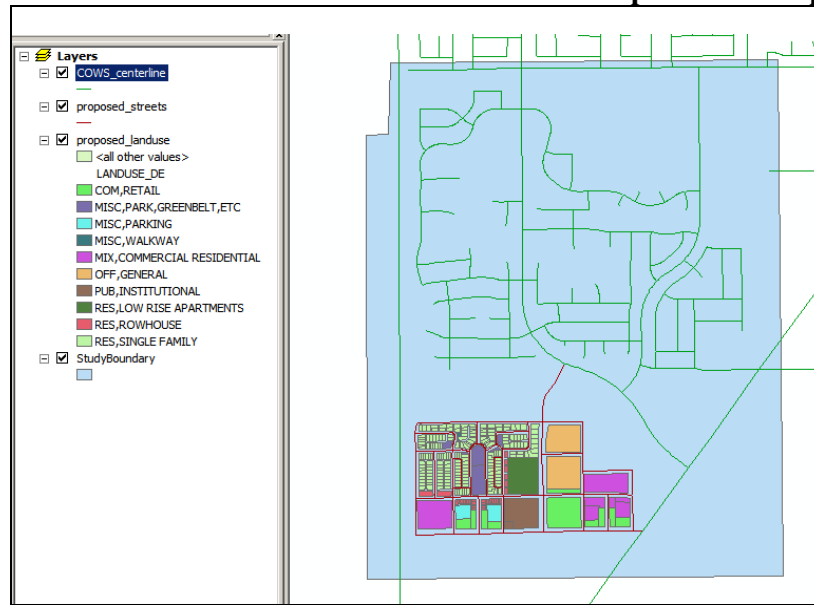 Layers
COWS_centerline
proposed_streets
proposed_landuse
<all other values>
LANDUSE_DE
COM,RETAIL
MISC,PARK,GREENBELT,ETC
MISC,PARKING
MISC,WALKWAY
MIX,COMMERCIAL RESIDENTIAL
OFF,GENERAL
PUB,INSTITUTIONAL
RES,LOW RISE APARTMENTS
RES,ROWHOUSE
RES,SINGLE FAMILY
StudyBoundary